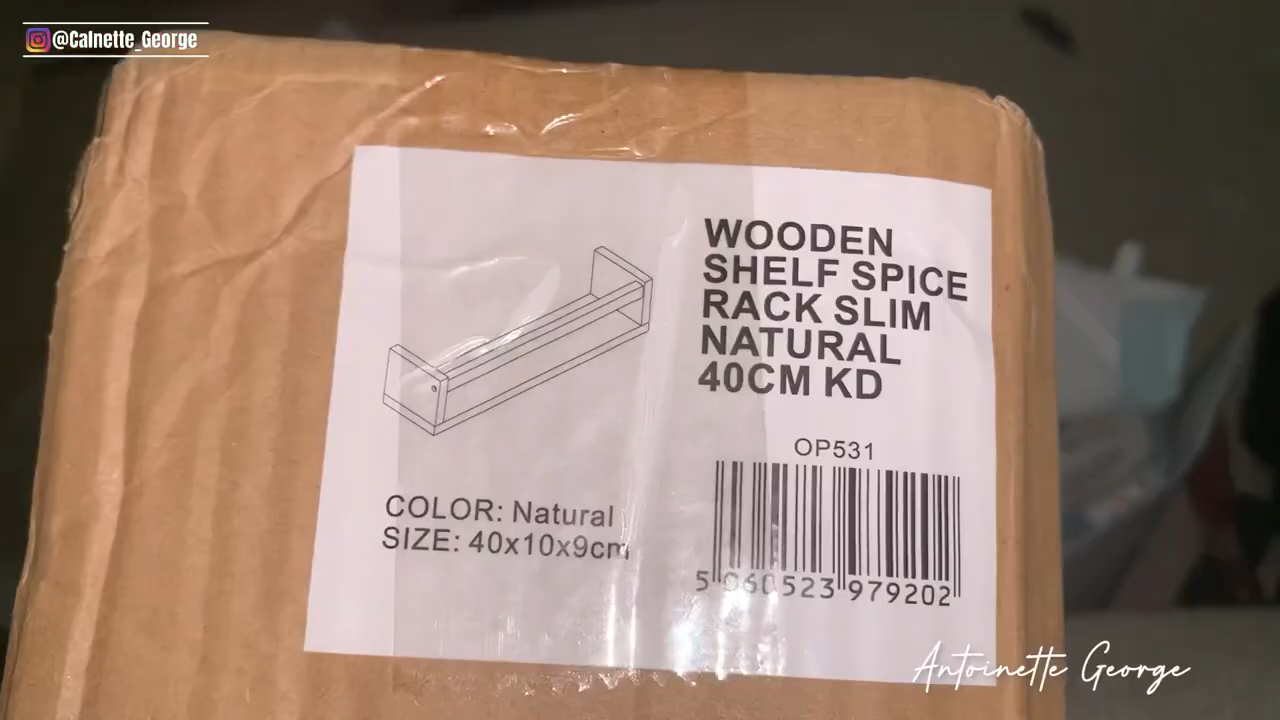 @Calnette_George
WOODEN
SHELF SPICE
RACK SLIM
NATURAL
40CM KD
OP531
COLOR: Natural
SIZE: 40x10x9cm
5 060523 979202
Antoinette George